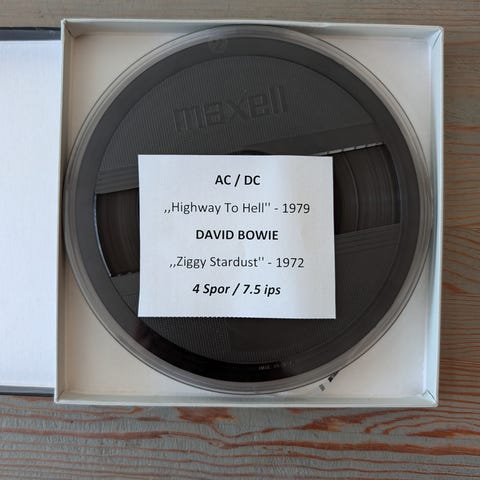 maxell
AC / DC
,,Highway To Hell'' - 1979
DAVID BOWIE
,,Ziggy Stardust'' - 1972
4 Spor / 7.5 ips